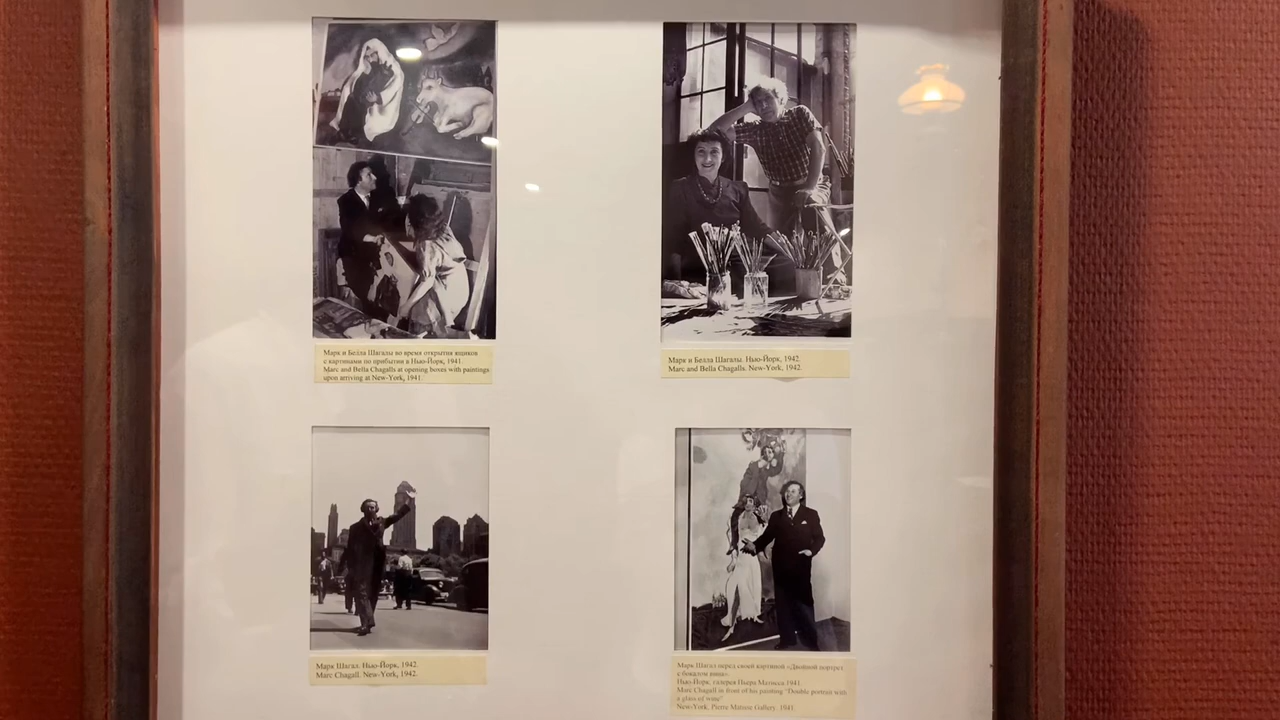 Марк и Белла Шагалы во время открытия ящиков
с картинами по прибытии в Нью-Йорк, 1941.
Marc and Bella Chagalls at opening boxes with paintings
upon arriving at New-York, 1941.
Марк и Белла Шагалы. Нью-Йорк, 1942.
Marc and Bella Chagalls. New-York, 1942.
Марк Шагал. Нью-Йорк, 1942.
Marc Chagall. New-York, 1942.
Марк Шагал перед своей картиной «Двойной портрет
с бокалом вина».
Нью-Йорк, галерея Пьера Матисса.1941.
Marc Chagall in front of his painting "Double portrait with
a glass of wine"
New-York, Pierre Matisse Gallery. 1941.